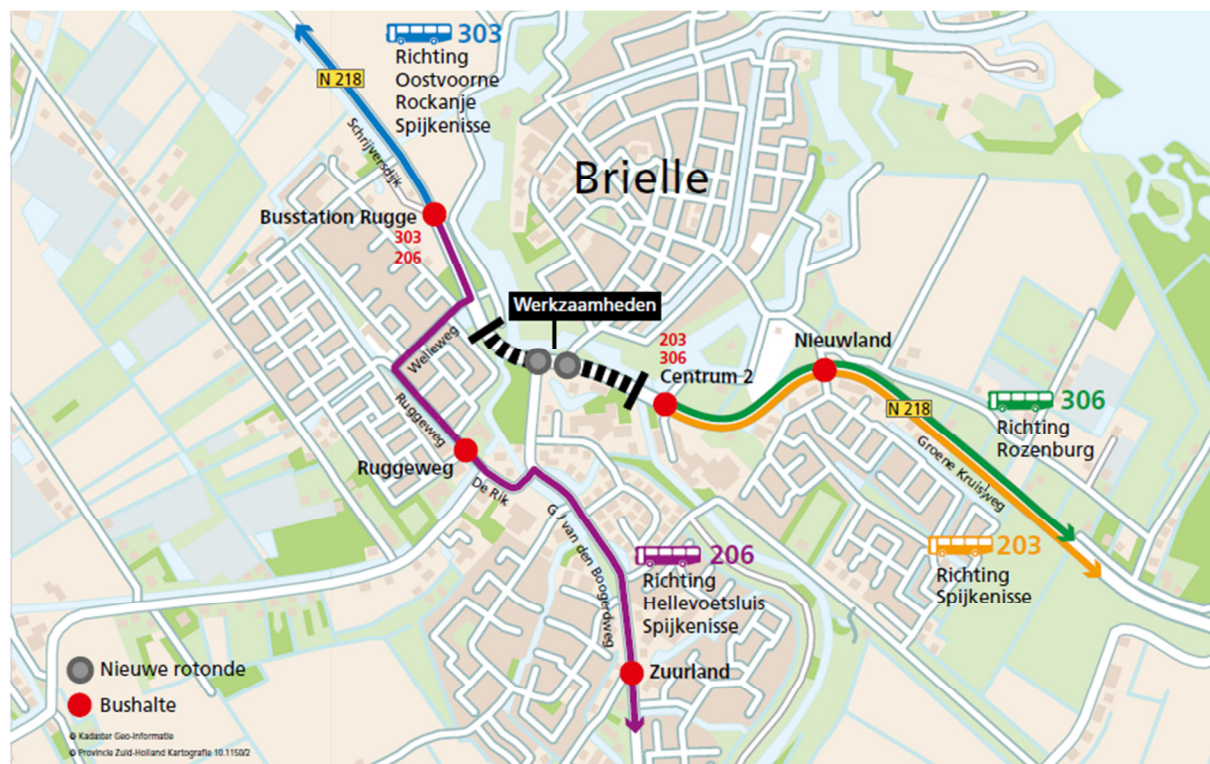 303
Richting
Oostvoorne
Rockanje
Spijkenisse
N 218
Schrijversdijk
Brielle
Busstation Rugge
303
206
Werkzaamheden
203
306
Centrum 2
Nieuwland
Welleweg
Ruggeweg
Ruggeweg
De Rik
G.J van den Boogerdweg
N 218
Groene Kruisweg
306
Richting
Rozenburg
203
Richting
Spijkenisse
206
Richting
Hellevoetsluis
Spijkenisse
Zuurland
Nieuwe rotonde
Bushalte
© Kadaster Geo-Informatie
© Provincie Zuid-Holland Kartografie 10.1150/2